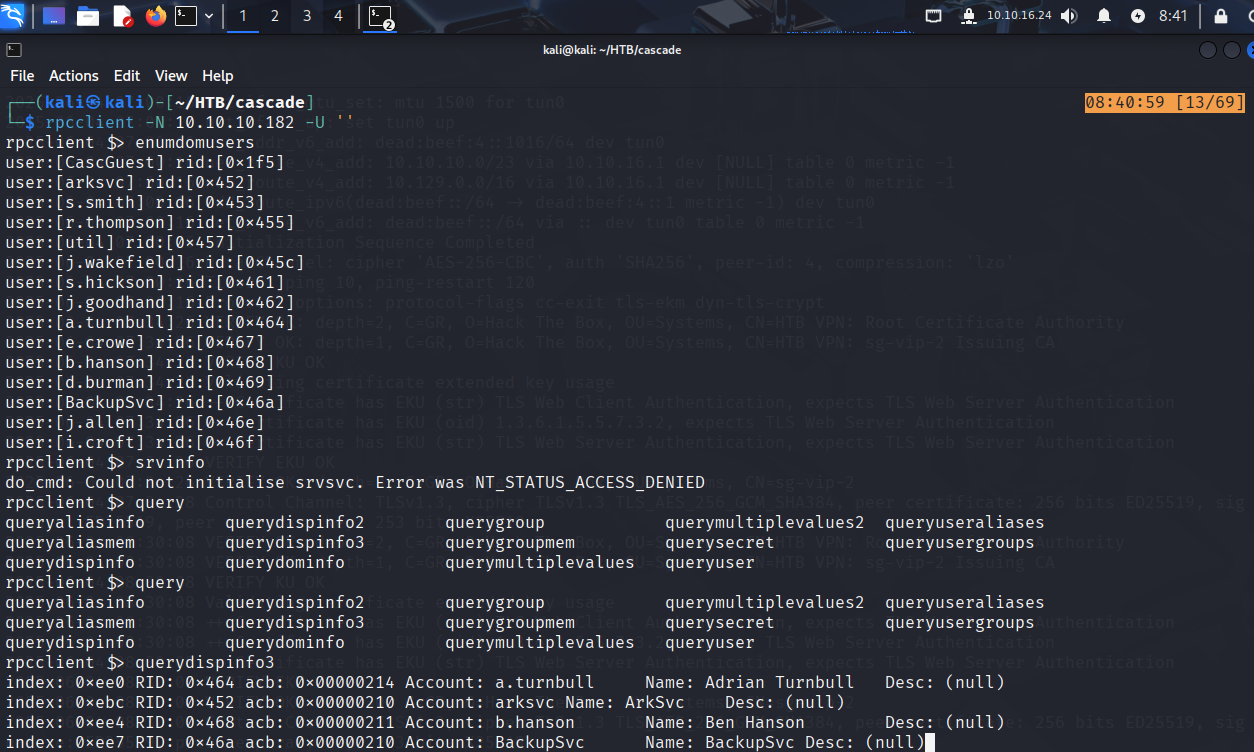 1 2 3 4 2 10.10.16.24 8:41
kali@kali: ~/HTB/cascade
File Actions Edit View Help
┌──(kali㉿kali)-[~/HTB/cascade] 08:40:59 [13/69]
└─$ rpcclient -N 10.10.10.182 -U ''
rpcclient $> enumdomusers
user:[CascGuest] rid:[0×1f5]
user:[arksvc] rid:[0×452]
user:[s.smith] rid:[0×453]
user:[r.thompson] rid:[0×455]
user:[util] rid:[0×457]
user:[j.wakefield] rid:[0×45c]
user:[s.hickson] rid:[0×461]
user:[j.goodhand] rid:[0×462]
user:[a.turnbull] rid:[0×464]
user:[e.crowe] rid:[0×467]
user:[b.hanson] rid:[0×468]
user:[d.burman] rid:[0×469]
user:[BackupSvc] rid:[0×46a]
user:[j.allen] rid:[0×46e]
user:[i.croft] rid:[0×46f]
rpcclient $> srvinfo
do_cmd: Could not initialise srvsvc. Error was NT_STATUS_ACCESS_DENIED
rpcclient $> query
queryaliasinfo querydispinfo2 querygroup querymultiplevalues2 queryuseraliases
queryaliasmem querydispinfo3 querygroupmem querysecret queryusergroups
querydispinfo querydominfo querymultiplevalues queryuser
rpcclient $> query
queryaliasinfo querydispinfo2 querygroup querymultiplevalues2 queryuseraliases
queryaliasmem querydispinfo3 querygroupmem querysecret queryusergroups
querydispinfo querydominfo querymultiplevalues queryuser
rpcclient $> querydispinfo3
index: 0×ee0 RID: 0×464 acb: 0×00000214 Account: a.turnbull Name: Adrian Turnbull Desc: (null)
index: 0×ebc RID: 0×452 acb: 0×00000210 Account: arksvc Name: ArkSvc Desc: (null)
index: 0×ee4 RID: 0×468 acb: 0×00000211 Account: b.hanson Name: Ben Hanson Desc: (null)
index: 0×ee7 RID: 0×46a acb: 0×00000210 Account: BackupSvc Name: BackupSvc Desc: (null)